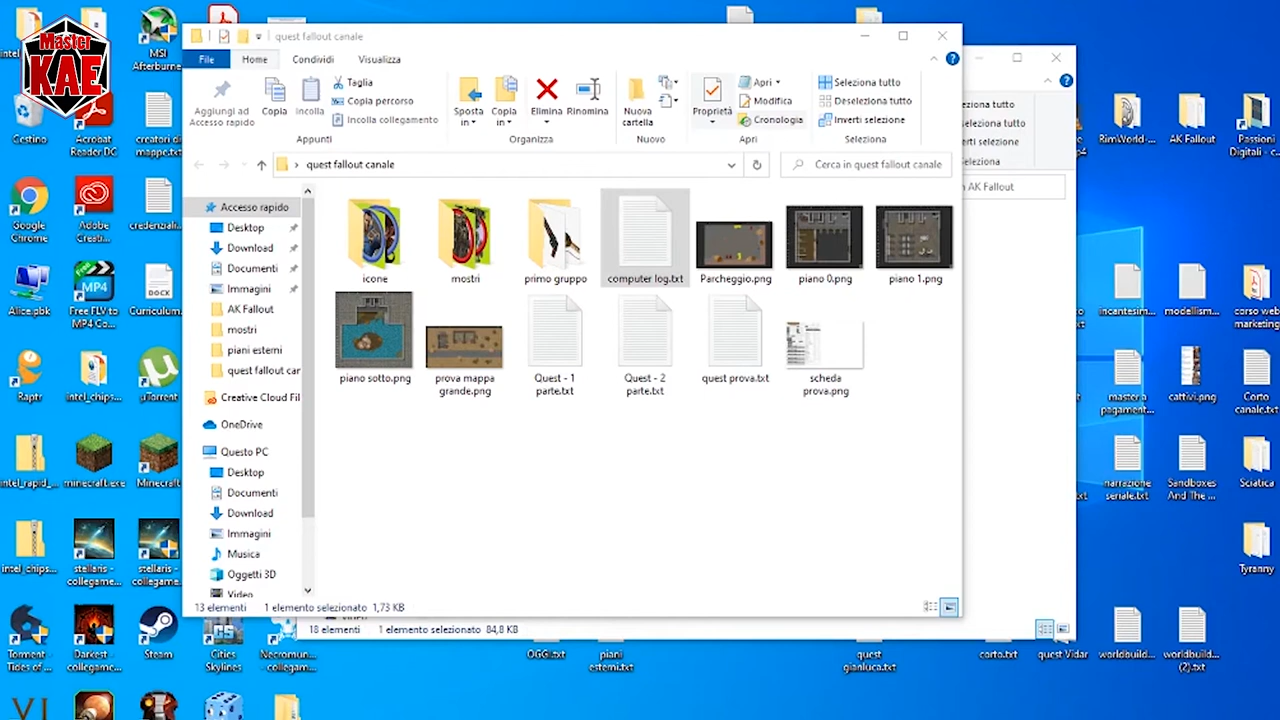 Master
KAE
MSI
Afterburne...
Cestino
Acrobat
Reader DC
creatori di
mappe.txt
Google
Chrome
Adobe
Creati...
credenziali...
Alice.pbk
Free FLV to
MP4 Co...
Curriculum...
Raptr
intel_chips...
uTorrent
intel_rapid_...
minecraft.exe
Minecraft
intel_chips...
stellaris -
collegame...
stellaris -
collegame...
Torment -
Tides of ...
Darkest -
collegame...
Steam
Cities
Skylines
Necromun...
- collegam...
quest fallout canale
File
Home
Condividi
Visualizza
Aggiungi ad
Accesso rapido
Copia
Incolla
Taglia
Copia percorso
Incolla collegamento
Appunti
Sposta
in
Copia
in
Elimina
Rinomina
Organizza
Nuova
cartella
Nuovo
Proprietà
Apri
Modifica
Cronologia
Apri
Seleziona tutto
Deseleziona tutto
Inverti selezione
Seleziona
quest fallout canale
Cerca in quest fallout canale
Accesso rapido
Desktop
Download
Documenti
Immagini
AK Fallout
mostri
piani esterni
quest fallout car
Creative Cloud Fil
OneDrive
Questo PC
Desktop
Documenti
Download
Immagini
Musica
Oggetti 3D
Video
icone
mostri
primo gruppo
computer log.txt
Parcheggio.png
piano 0.png
piano 1.png
piano sotto.png
prova mappa
grande.png
Quest - 1
parte.txt
Quest - 2
parte.txt
quest prova.txt
scheda
prova.png
13 elementi
1 elemento selezionato 1,73 KB
18 elementi
1 elemento selezionato 84,8 KB
eziona tutto
seleziona tutto
erti selezione
eleziona
n AK Fallout
RimWorld-...
AK Fallout
Passioni
Digitali - c...
incantesim...
modellism...
corso web
marketing
master a
pagament...
cattivi.png
Corto
canale.txt
narrazione
seriale.txt
Sandboxes
And The ...
Sciatica
Tyranny
OGG.txt
piani
esterni.txt
quest
gianluca.txt
corto.txt
quest Vidar
worldbuild...
worldbuild...
(2).txt
VI